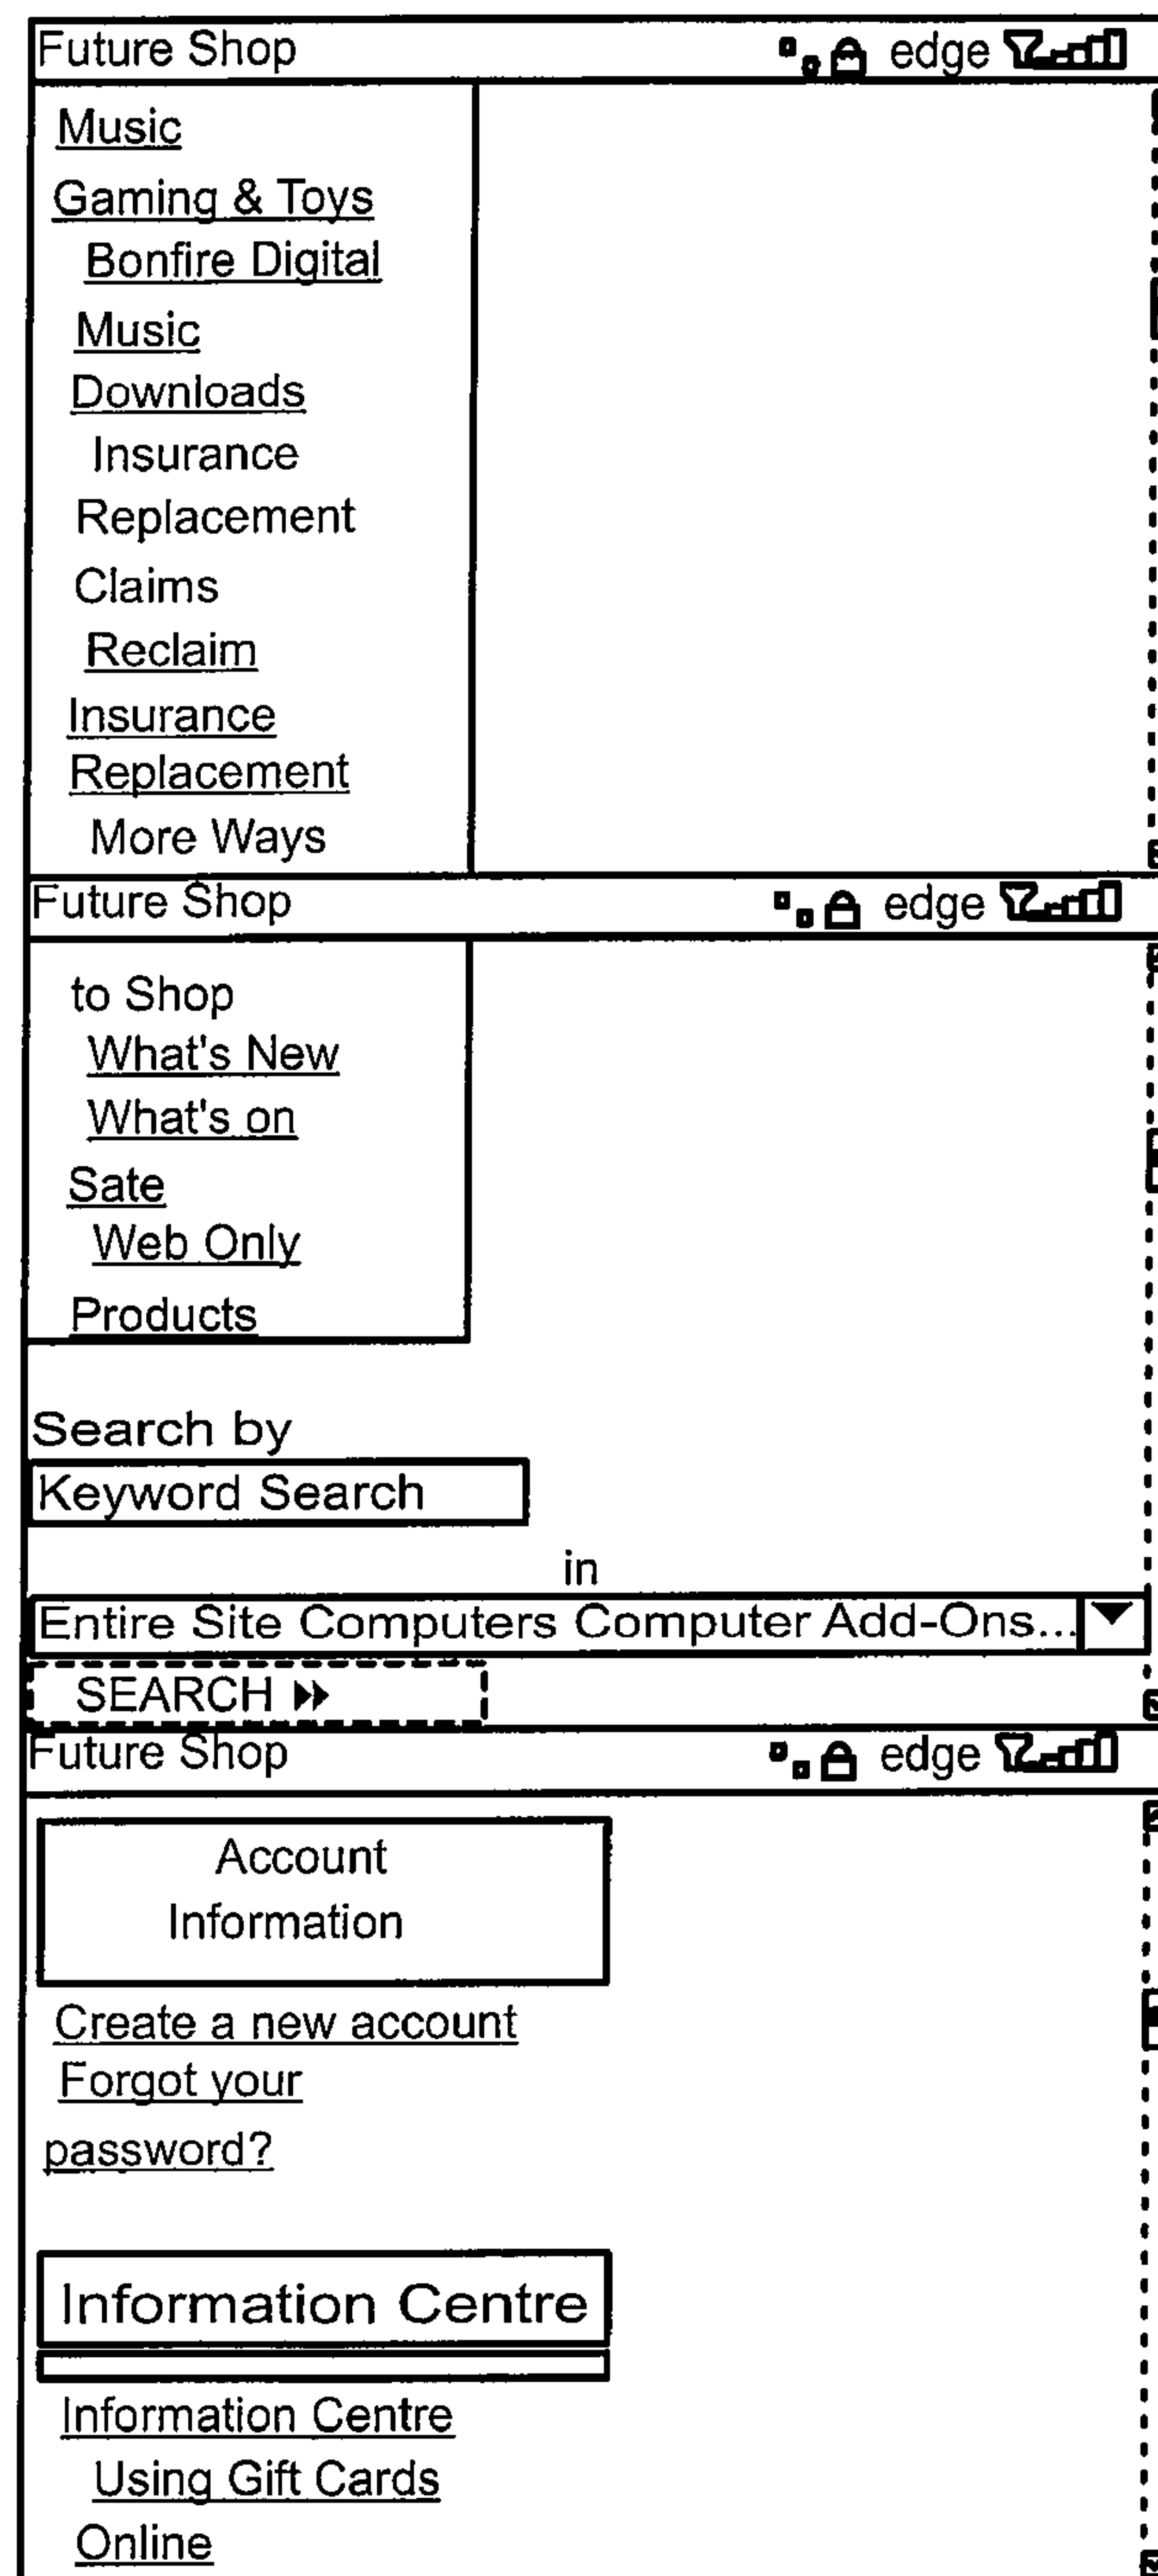 Future Shop edge
Music
Gaming & Toys
Bonfire Digital
Music
Downloads
Insurance
Replacement
Claims
Reclaim
Insurance
Replacement
More Ways
Future Shop edge
to Shop
What's New
What's on
Sate
Web Only
Products
Search by
Keyword Search
in
Entire Site Computers Computer Add-Ons...
SEARCH
Future Shop edge
Account
Information
Create a new account
Forgot your
password?
Information Centre
Information Centre
Using Gift Cards
Online